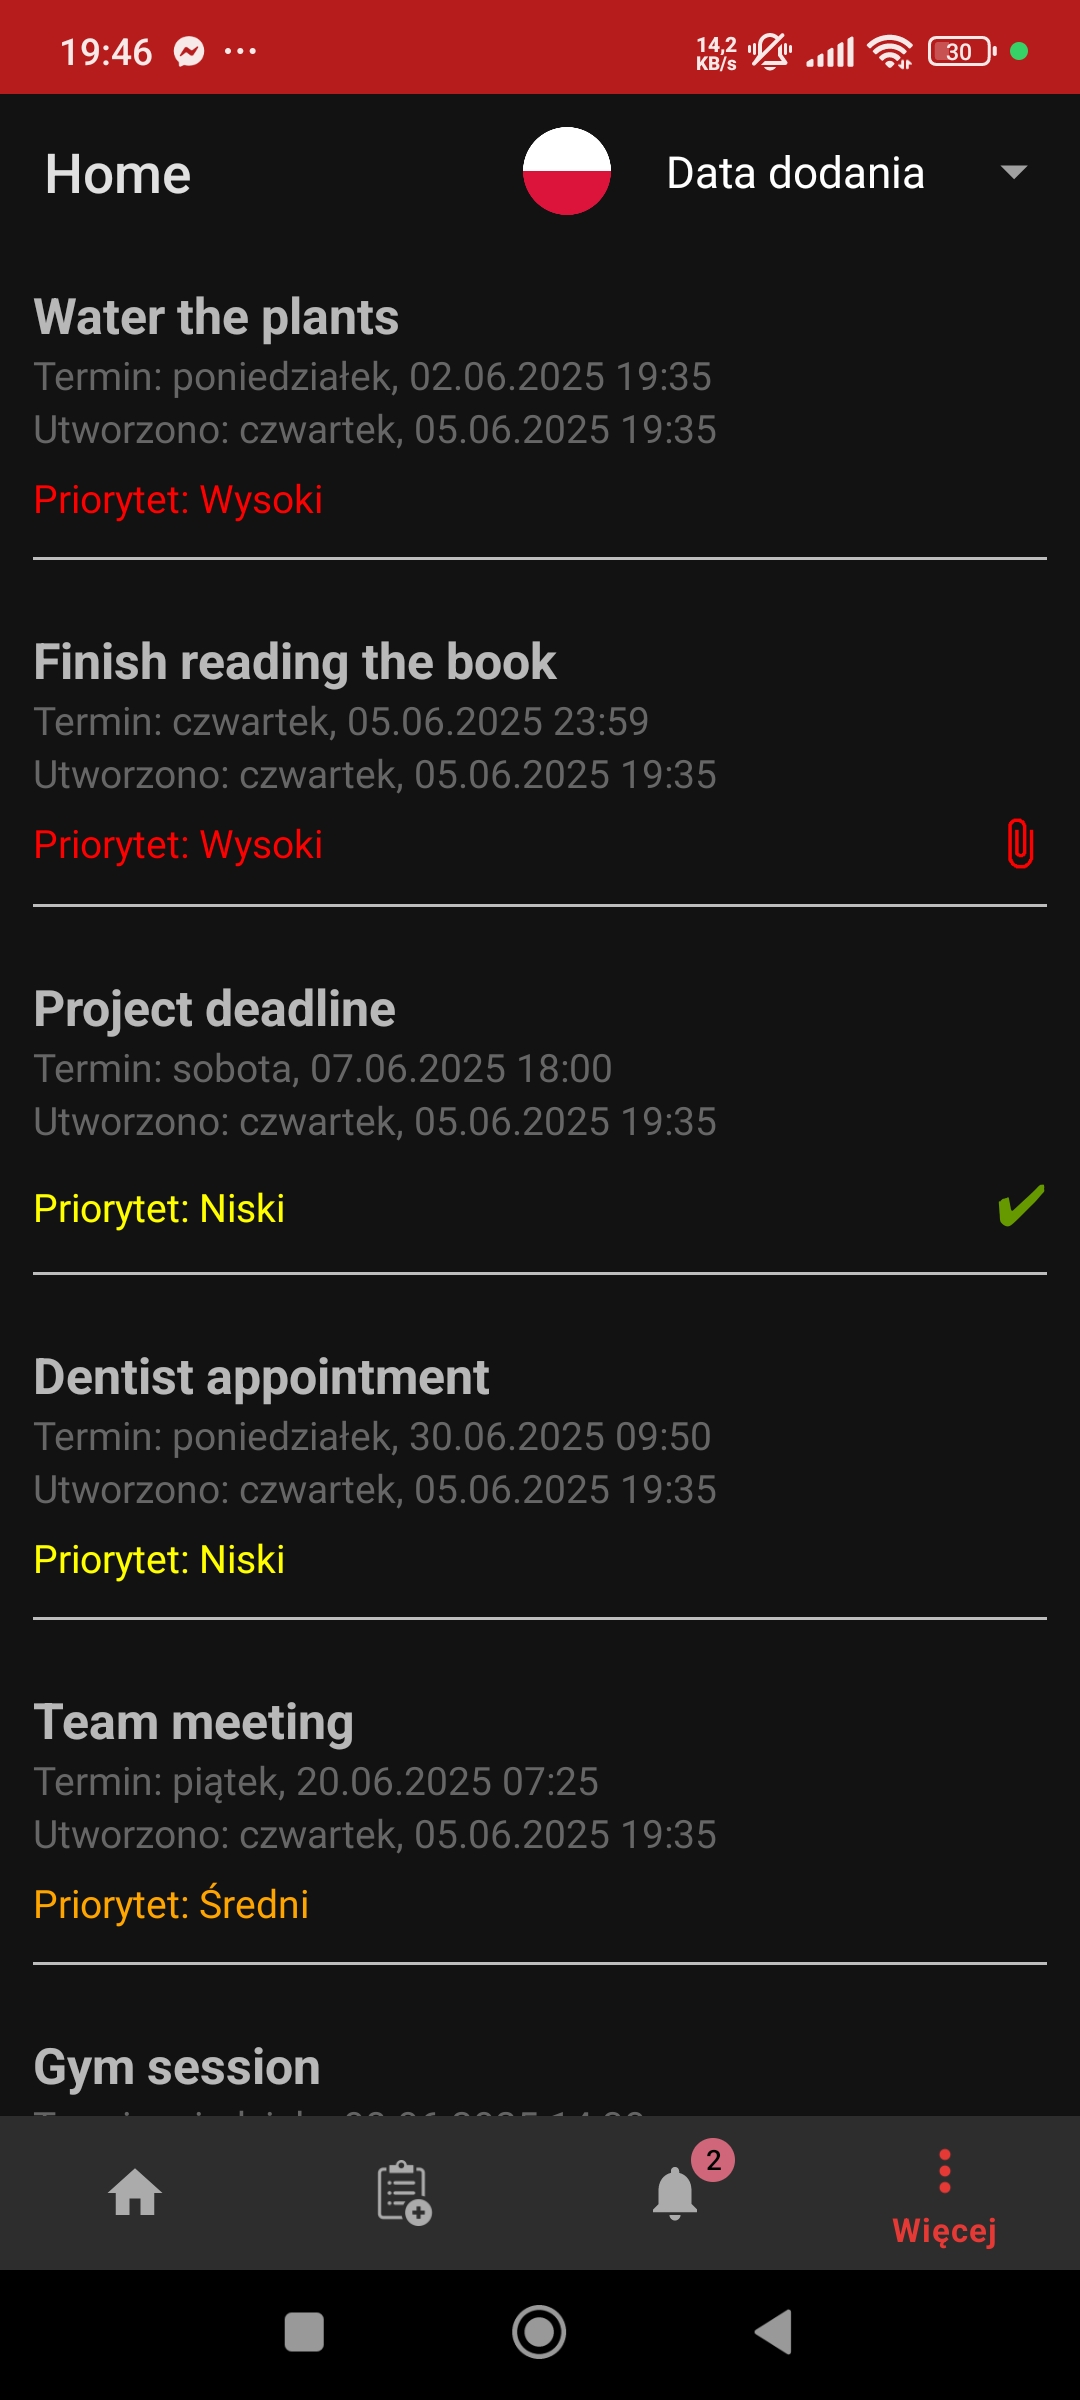 19:46
14,2
KB/s
30
Home
Data dodania
Water the plants
Termin: poniedziałek, 02.06.2025 19:35
Utworzono: czwartek, 05.06.2025 19:35
Priorytet: Wysoki
Finish reading the book
Termin: czwartek, 05.06.2025 23:59
Utworzono: czwartek, 05.06.2025 19:35
Priorytet: Wysoki
Project deadline
Termin: sobota, 07.06.2025 18:00
Utworzono: czwartek, 05.06.2025 19:35
Priorytet: Niski
Dentist appointment
Termin: poniedziałek, 30.06.2025 09:50
Utworzono: czwartek, 05.06.2025 19:35
Priorytet: Niski
Team meeting
Termin: piątek, 20.06.2025 07:25
Utworzono: czwartek, 05.06.2025 19:35
Priorytet: Średni
Gym session
2
Więcej